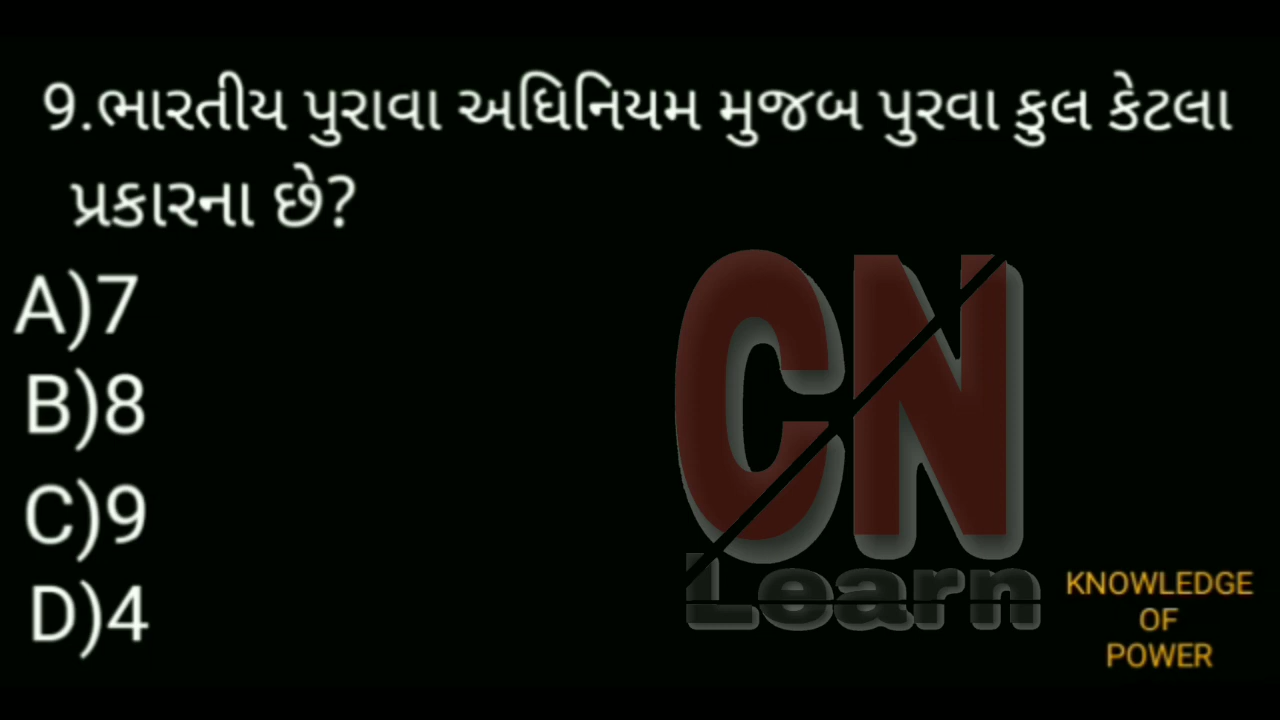 9.ભારતીય પુરાવા અધિનિયમ મુજબ પુરવા કુલ કેટલા
પ્રકારના છે?
A)7
B)8
C)9
D)4
CN
Learn
KNOWLEDGE
OF
POWER